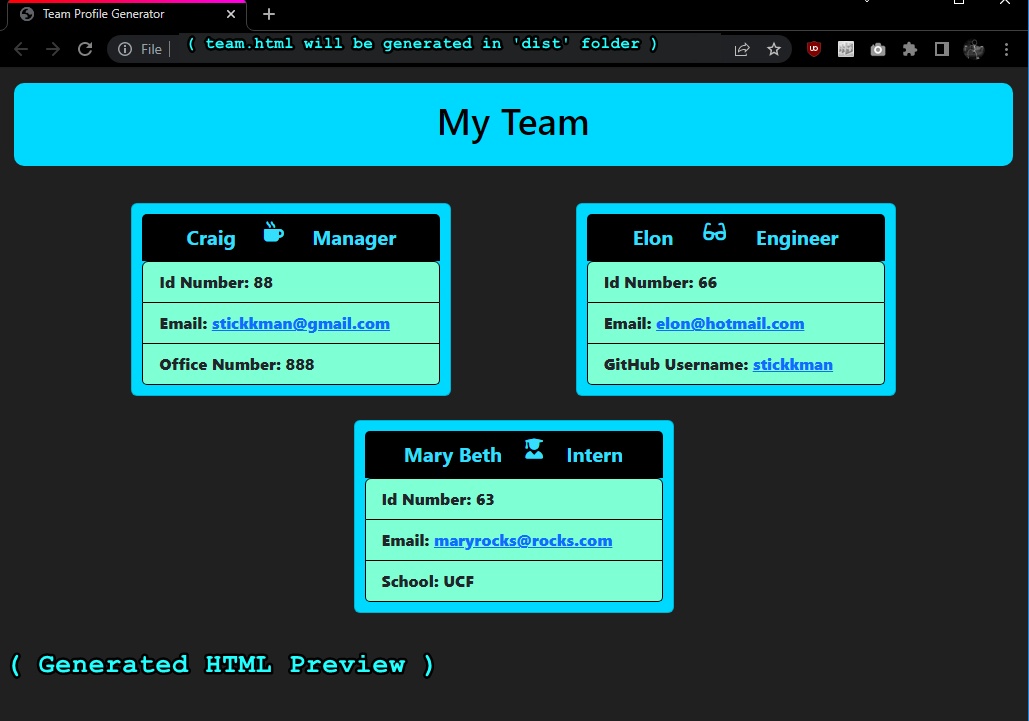 Team Profile Generator
File | ( team.html will be generated in 'dist' folder )
My Team
Craig Manager
Id Number: 88
Email: stickkman@gmail.com
Office Number: 888
Elon Engineer
Id Number: 66
Email: elon@hotmail.com
GitHub Username: stickkman
Mary Beth Intern
Id Number: 63
Email: maryrocks@rocks.com
School: UCF
( Generated HTML Preview )